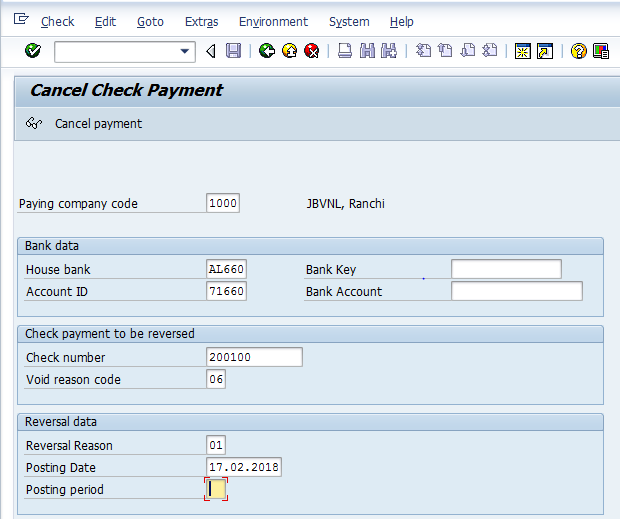 Check Edit Goto Extras Environment System Help
Cancel Check Payment
Cancel payment
Paying company code 1000 JBVNL, Ranchi
Bank data
House bank AL660 Bank Key
Account ID 71660 Bank Account
Check payment to be reversed
Check number 200100
Void reason code 06
Reversal data
Reversal Reason 01
Posting Date 17.02.2018
Posting period